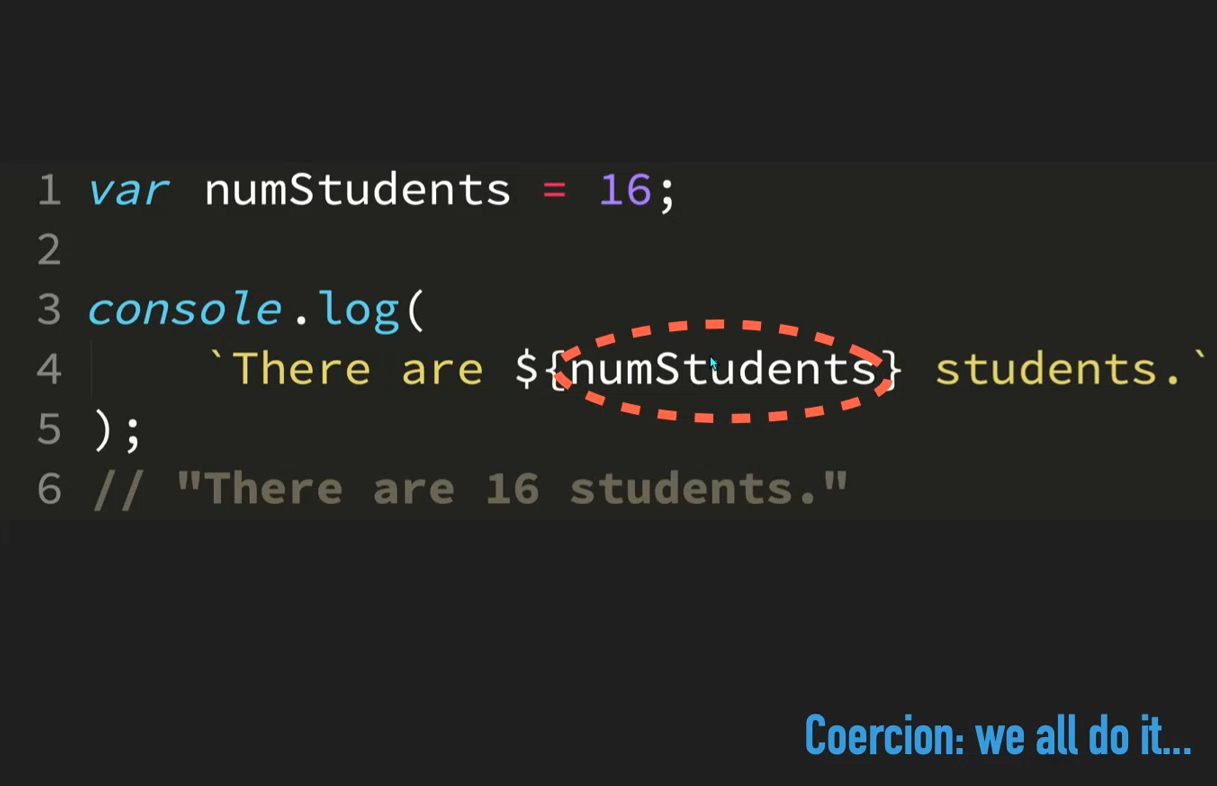 1 var numStudents = 16;
2
3 console.log(
4 `There are ${numStudents} students.`
5 );
6 // "There are 16 students."
Coercion: we all do it...